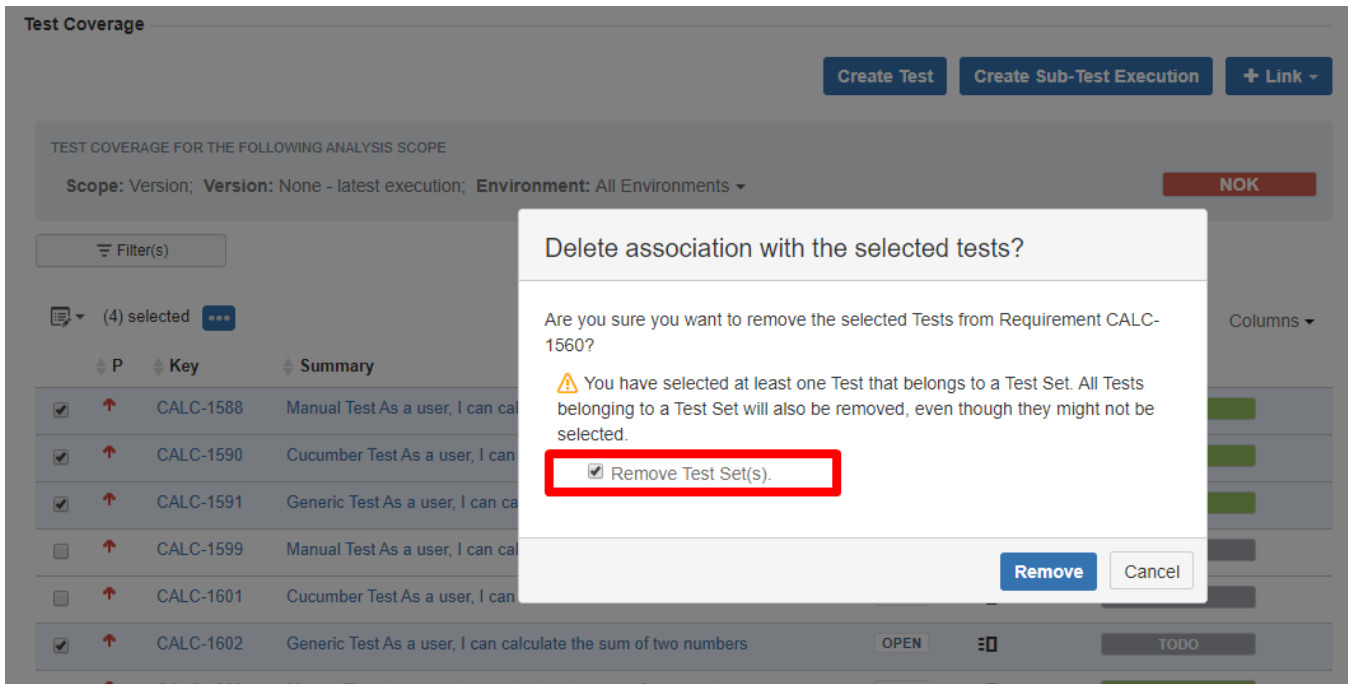 Test Coverage
Create Test Create Sub-Test Execution + Link
TEST COVERAGE FOR THE FOLLOWING ANALYSIS SCOPE
Scope: Version; Version: None - latest execution; Environment: All Environments
NOK
Filter(s)
(4) selected
Columns
P Key Summary
CALC-1588 Manual Test As a user, I can cal
CALC-1590 Cucumber Test As a user, I can
CALC-1591 Generic Test As a user, I can ca
CALC-1599 Manual Test As a user, I can cal
CALC-1601 Cucumber Test As a user, I can
CALC-1602 Generic Test As a user, I can calculate the sum of two numbers OPEN TODO
Delete association with the selected tests?
Are you sure you want to remove the selected Tests from Requirement CALC-
1560?
You have selected at least one Test that belongs to a Test Set. All Tests
belonging to a Test Set will also be removed, even though they might not be
selected.
Remove Test Set(s).
Remove Cancel